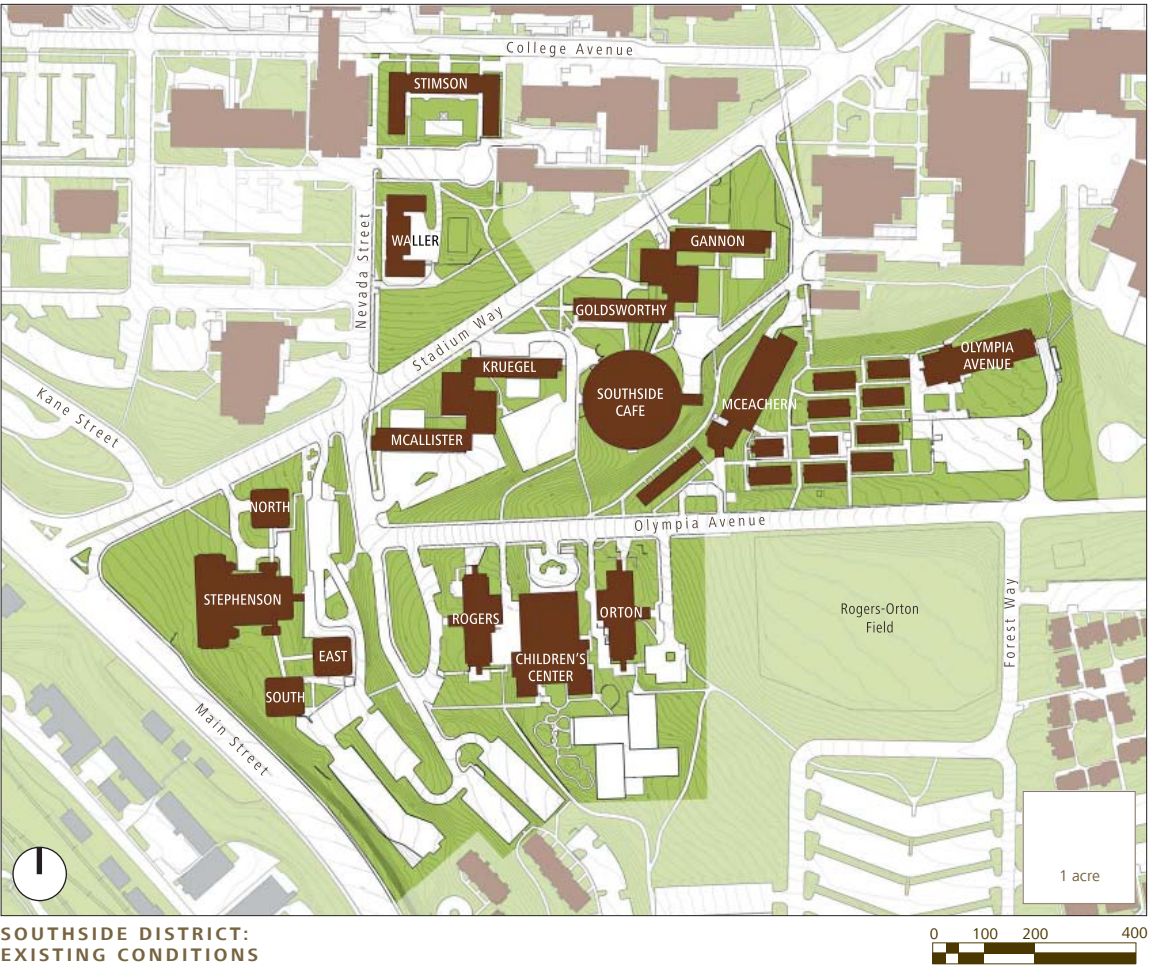 College Avenue
STIMSON
WALLER
GANNON
Nevada Street
GOLDSWORTHY
Stadium Way
KRUEGEL
OLYMPIA
AVENUE
SOUTHSIDE
CAFE
MCEACHERN
Kane Street
MCALLISTER
NORTH
Olympia Avenue
STEPHENSON
ROGERS
ORTON
Rogers-Orton
Field
Forest Way
EAST
CHILDREN'S
CENTER
SOUTH
Main Street
1 acre
SOUTHSIDE DISTRICT:
EXISTING CONDITIONS
0 100 200 400